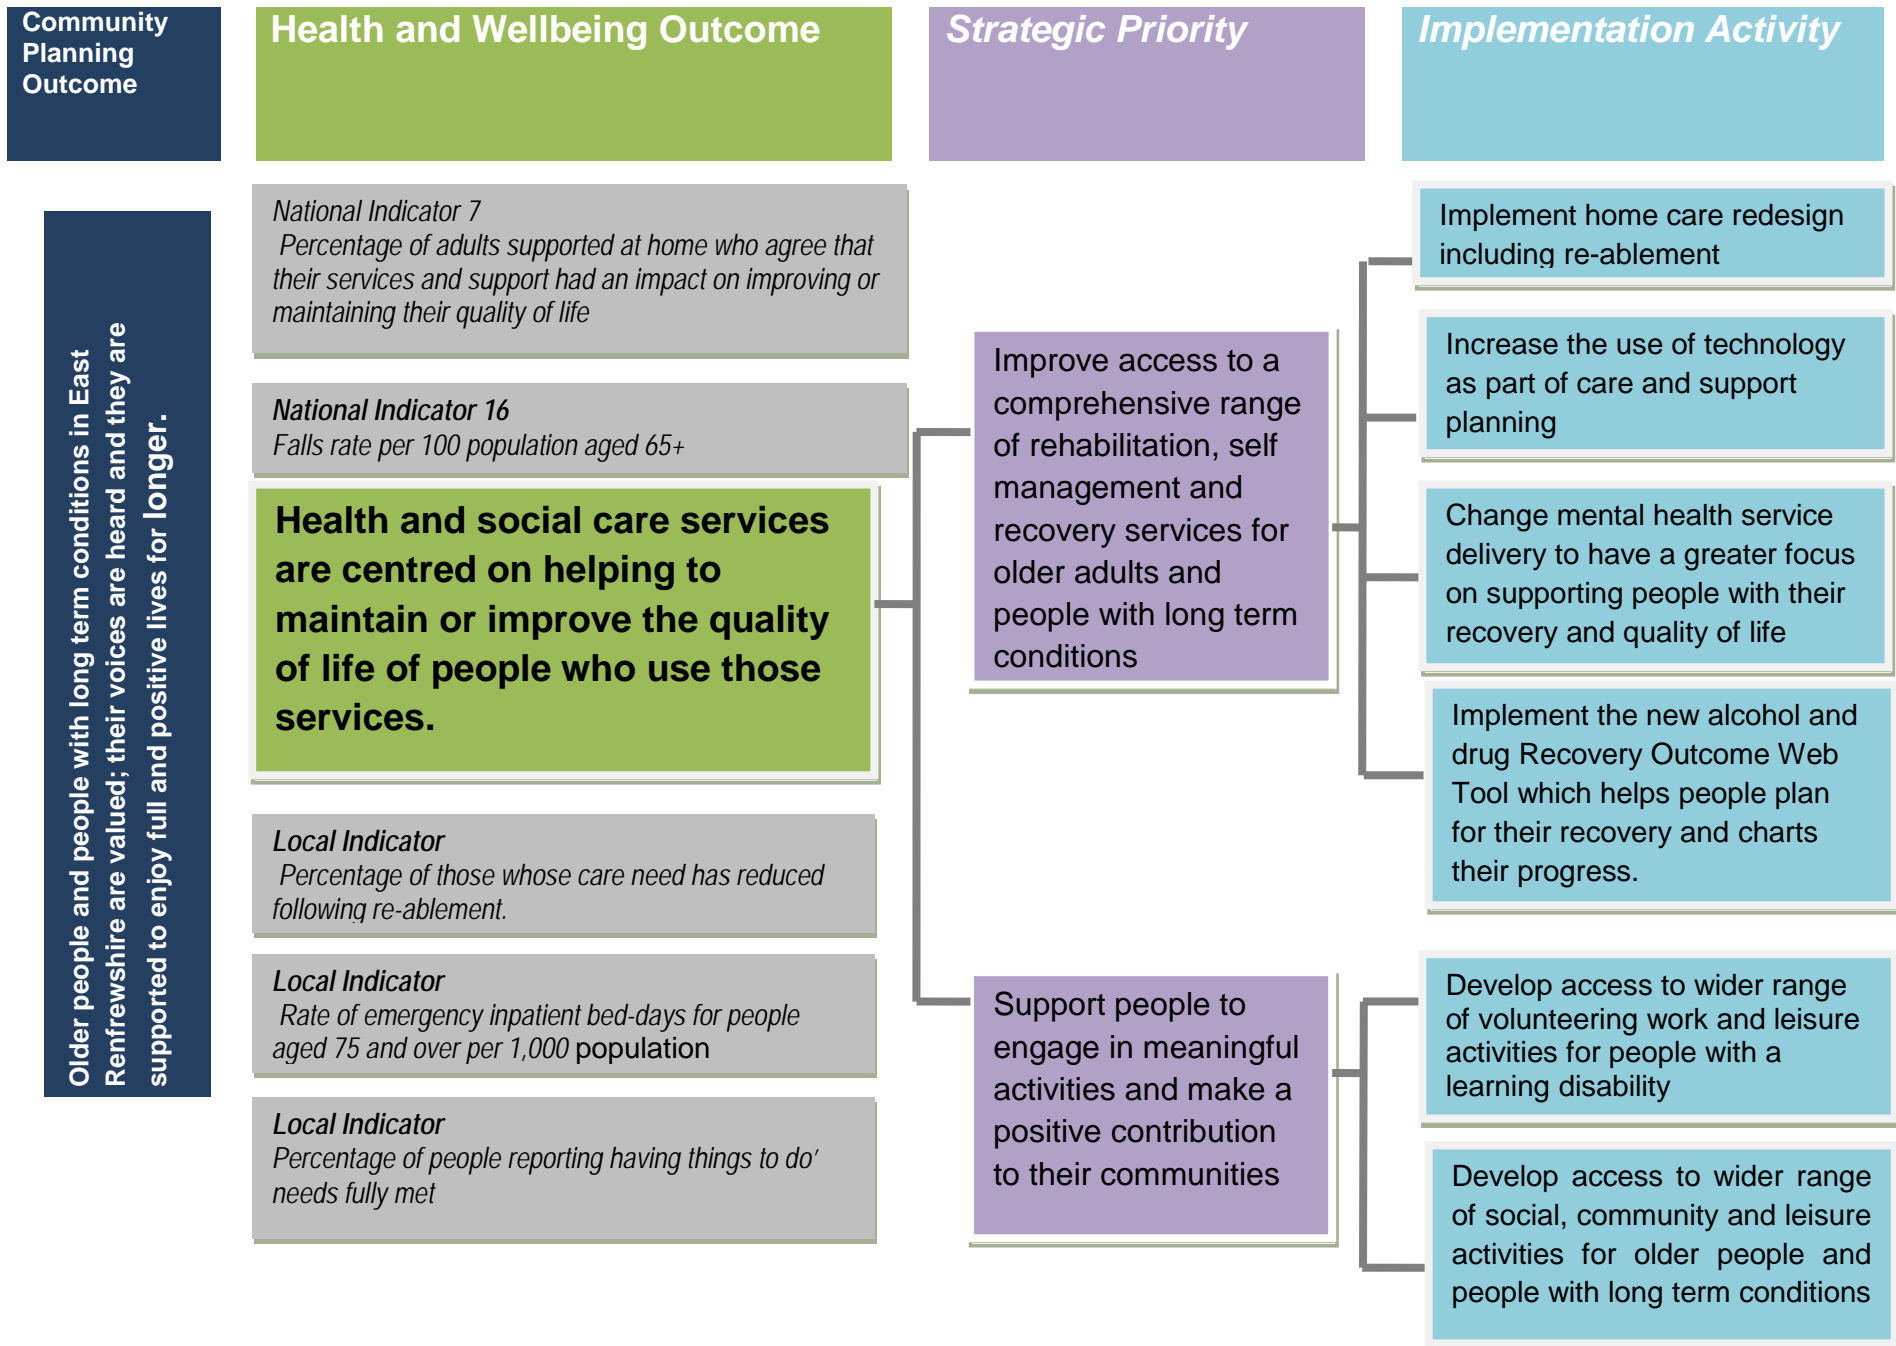 Community
Planning
Outcome
Health and Wellbeing Outcome
Strategic Priority
Implementation Activity
Older people and people with long term conditions in East
Renfrewshire are valued; their voices are heard and they are
supported to enjoy full and positive lives for longer.
National Indicator 7
Percentage of adults supported at home who agree that
their services and support had an impact on improving or
maintaining their quality of life
National Indicator 16
Falls rate per 100 population aged 65+
Health and social care services
are centred on helping to
maintain or improve the quality
of life of people who use those
services.
Local Indicator
Percentage of those whose care need has reduced
following re-ablement.
Local Indicator
Rate of emergency inpatient bed-days for people
aged 75 and over per 1,000 population
Local Indicator
Percentage of people reporting having things to do’
needs fully met
Improve access to a
comprehensive range
of rehabilitation, self
management and
recovery services for
older adults and
people with long term
conditions
Support people to
engage in meaningful
activities and make a
positive contribution
to their communities
Implement home care redesign
including re-ablement
Increase the use of technology
as part of care and support
planning
Change mental health service
delivery to have a greater focus
on supporting people with their
recovery and quality of life
Implement the new alcohol and
drug Recovery Outcome Web
Tool which helps people plan
for their recovery and charts
their progress.
Develop access to wider range
of volunteering work and leisure
activities for people with a
learning disability
Develop access to wider range
of social, community and leisure
activities for older people and
people with long term conditions